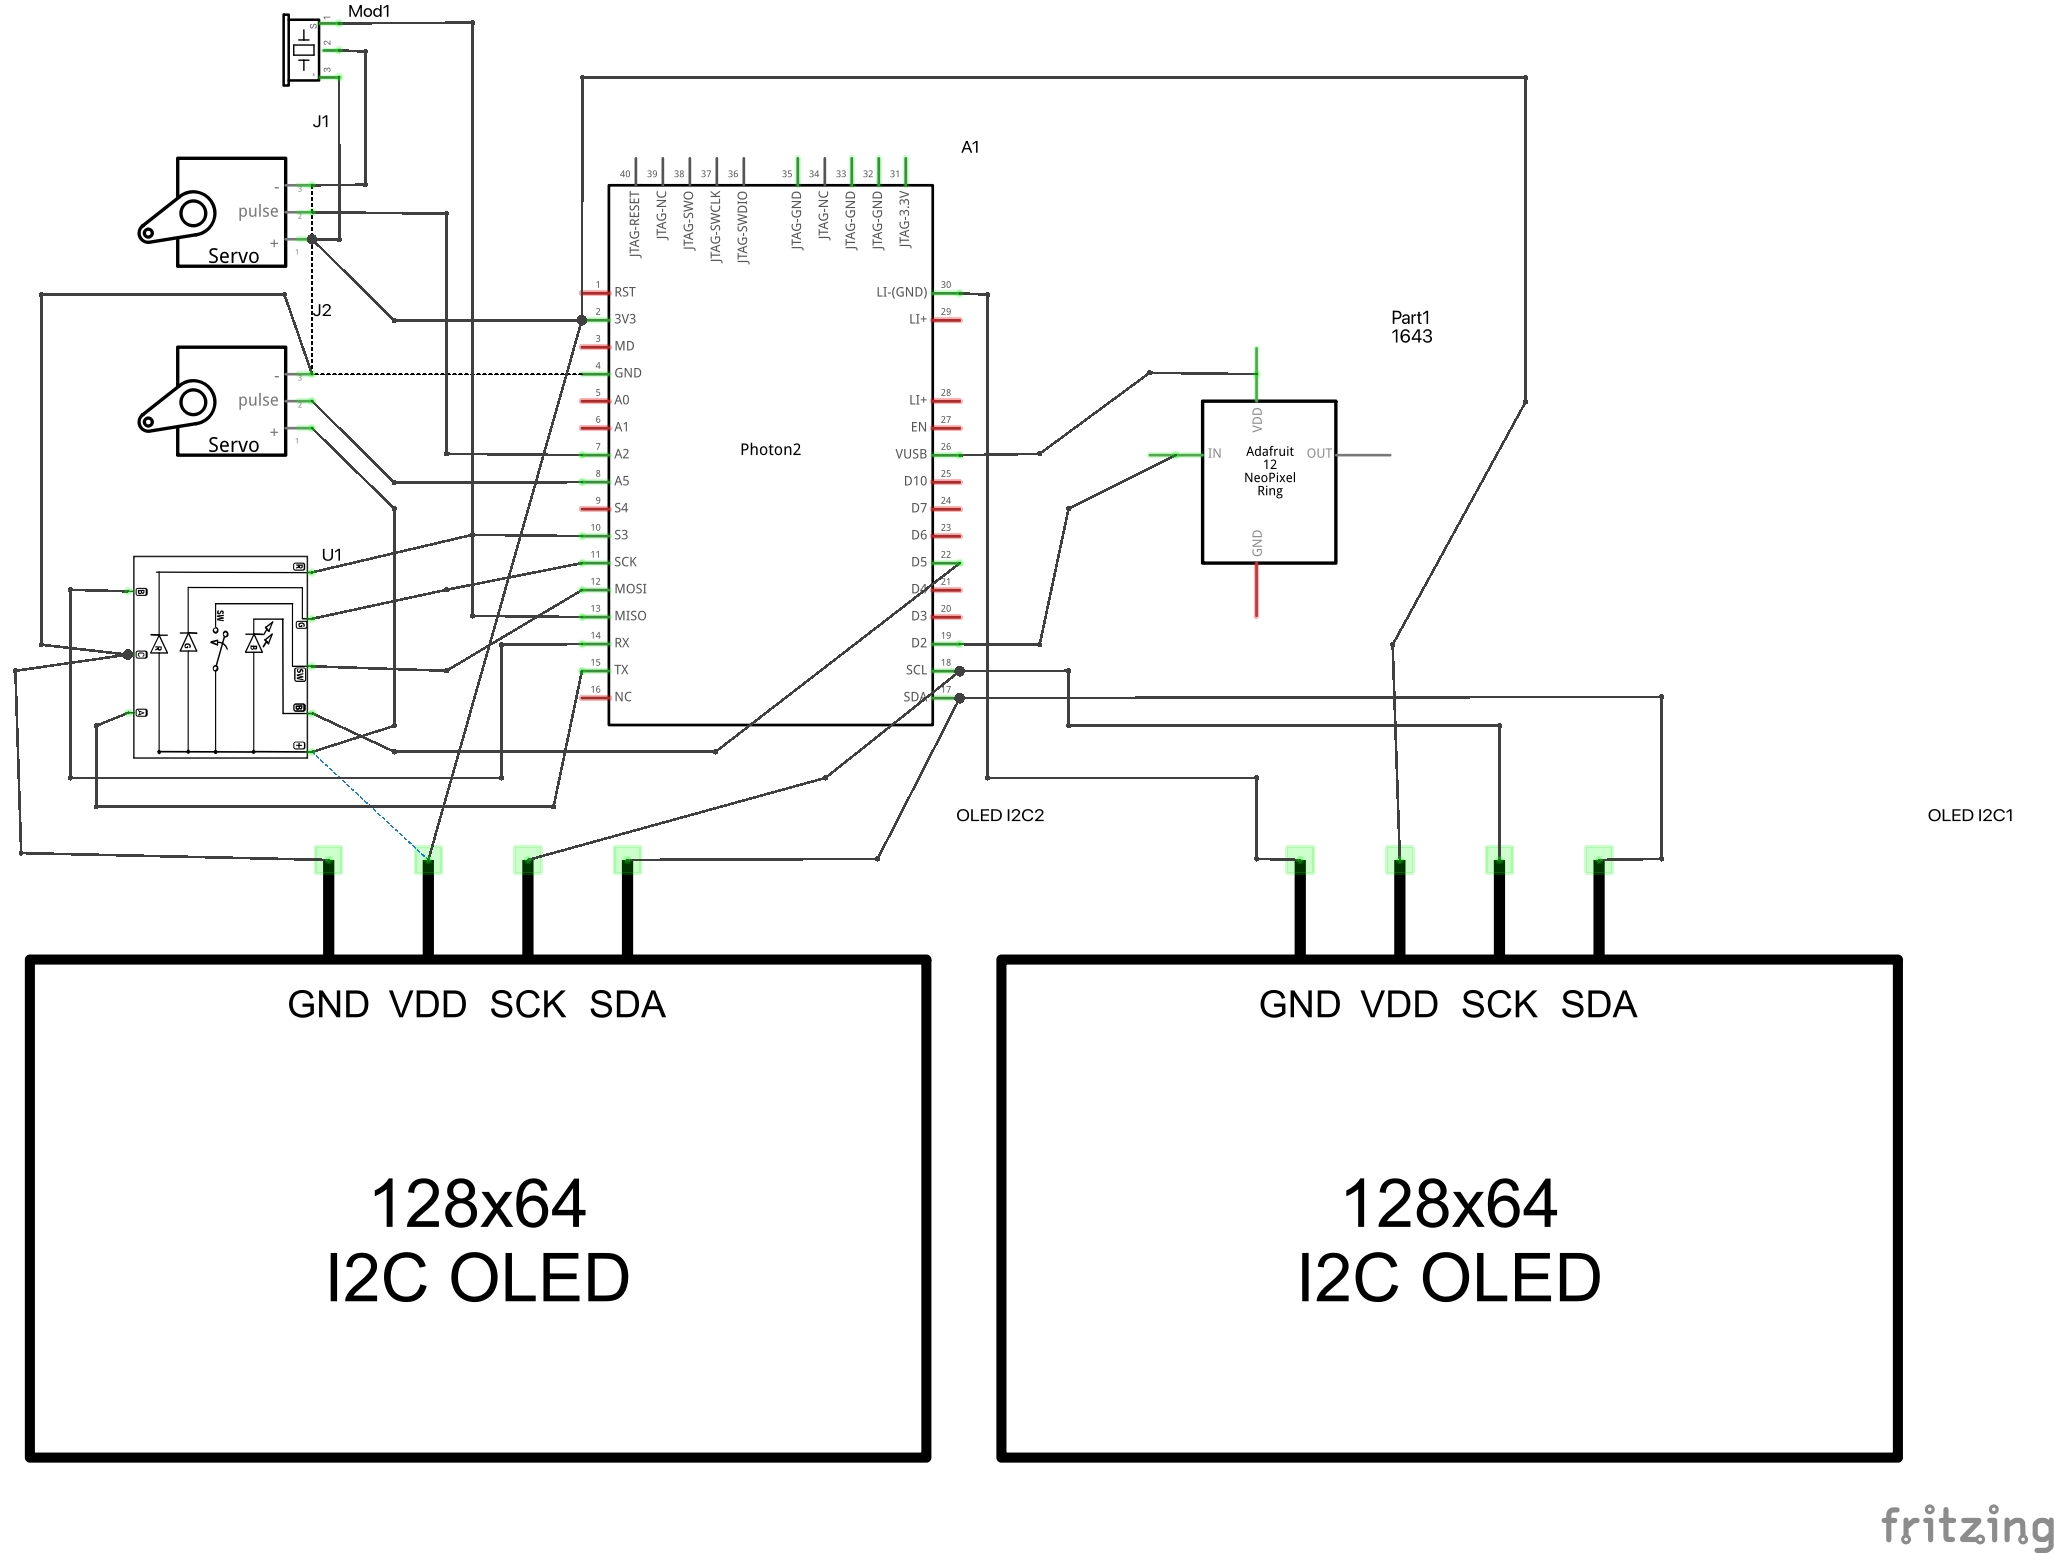 Mod1
S
1
2
3
J1
-
3
pulse
2
+
1
Servo
J2
-
3
pulse
2
+
1
Servo
U1
R
G
SW
B
+
B
C
A
R
G
SW
B
A1
40
39
38
37
36
35
34
33
32
31
JTAG-RESET
JTAG-NC
JTAG-SWO
JTAG-SWCLK
JTAG-SWDIO
JTAG-GND
JTAG-NC
JTAG-GND
JTAG-GND
JTAG-3.3V
1 RST
2 3V3
3 MD
4 GND
5 A0
6 A1
7 A2
8 A5
9 S4
10 S3
11 SCK
12 MOSI
13 MISO
14 RX
15 TX
16 NC
Photon2
LI-(GND) 30
LI+ 29
LI+ 28
EN 27
VUSB 26
D10 25
D7 24
D6 23
D5 22
D4 21
D3 20
D2 19
SCL 18
SDA 17
Part1
1643
VDD
IN
OUT
GND
Adafruit
12
NeoPixel
Ring
OLED I2C2
GND VDD SCK SDA
128x64
I2C OLED
OLED I2C1
GND VDD SCK SDA
128x64
I2C OLED
fritzing